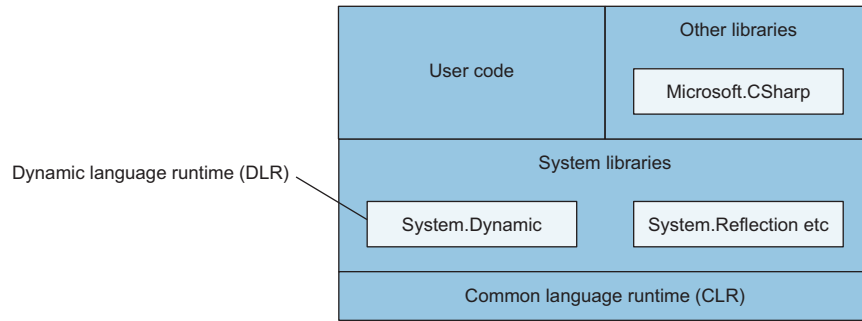 Other libraries
User code
Microsoft.CSharp
System libraries
Dynamic language runtime (DLR)
System.Dynamic
System.Reflection etc
Common language runtime (CLR)